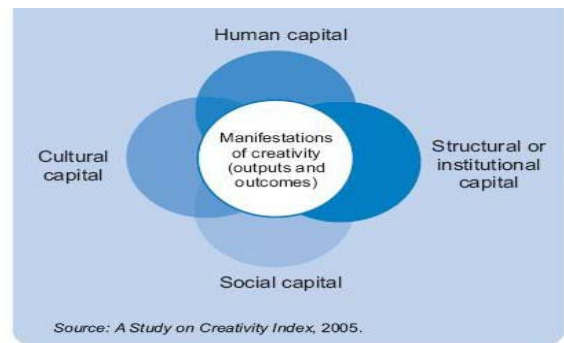 Human capital
Manifestations
of creativity
(outputs and
outcomes)
Cultural
capital
Structural or
institutional
capital
Social capital
Source: A Study on Creativity Index, 2005.